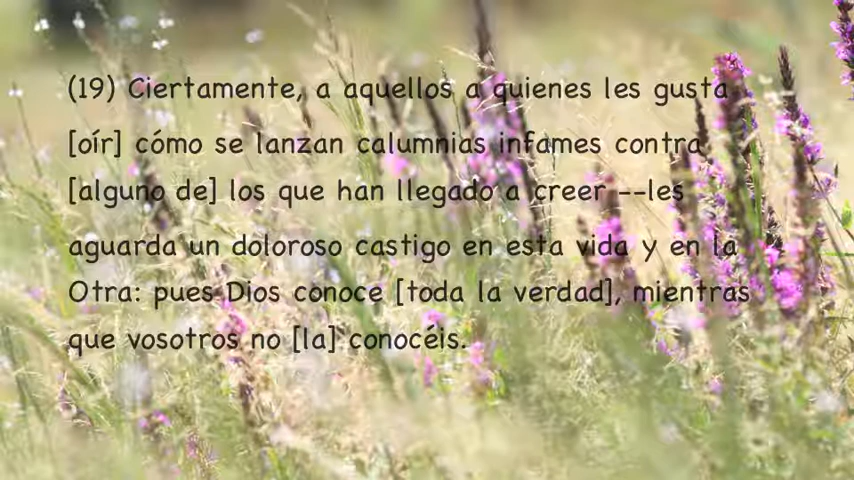 (19) Ciertamente, a aquellos a quienes les gusta
[oír] cómo se lanzan calumnias infames contra
[alguno de] los que han llegado a creer --les
aguarda un doloroso castigo en esta vida y en la
Otra: pues Dios conoce [toda la verdad], mientras
que vosotros no [la] conocéis.